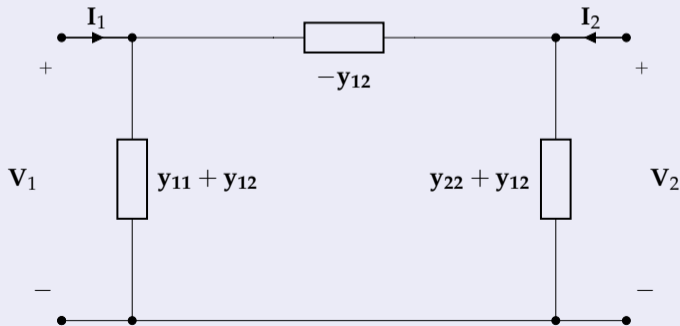 I₁ I₂
+ −y₁₂ +
V₁ y₁₁ + y₁₂ y₂₂ + y₁₂ V₂
− −